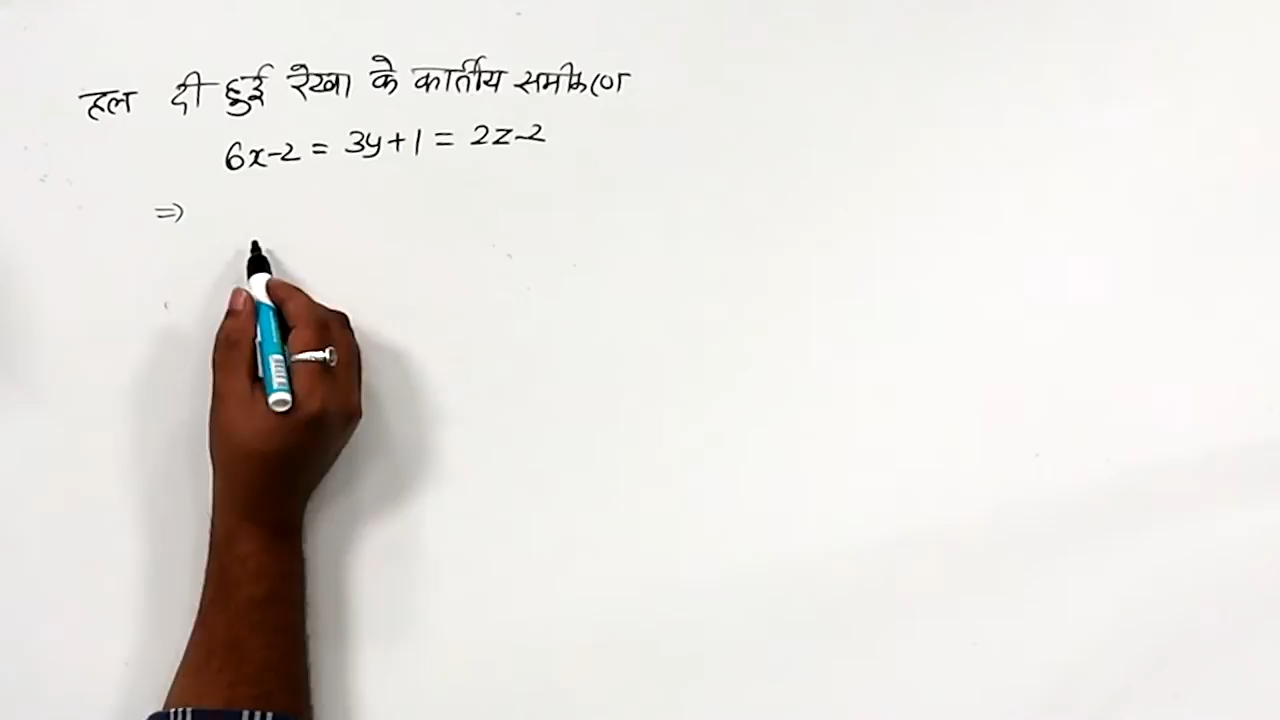 हल दी हुई रेखा के कार्तीय समीकरण
6x-2 = 3y+1 = 2z-2
⇒